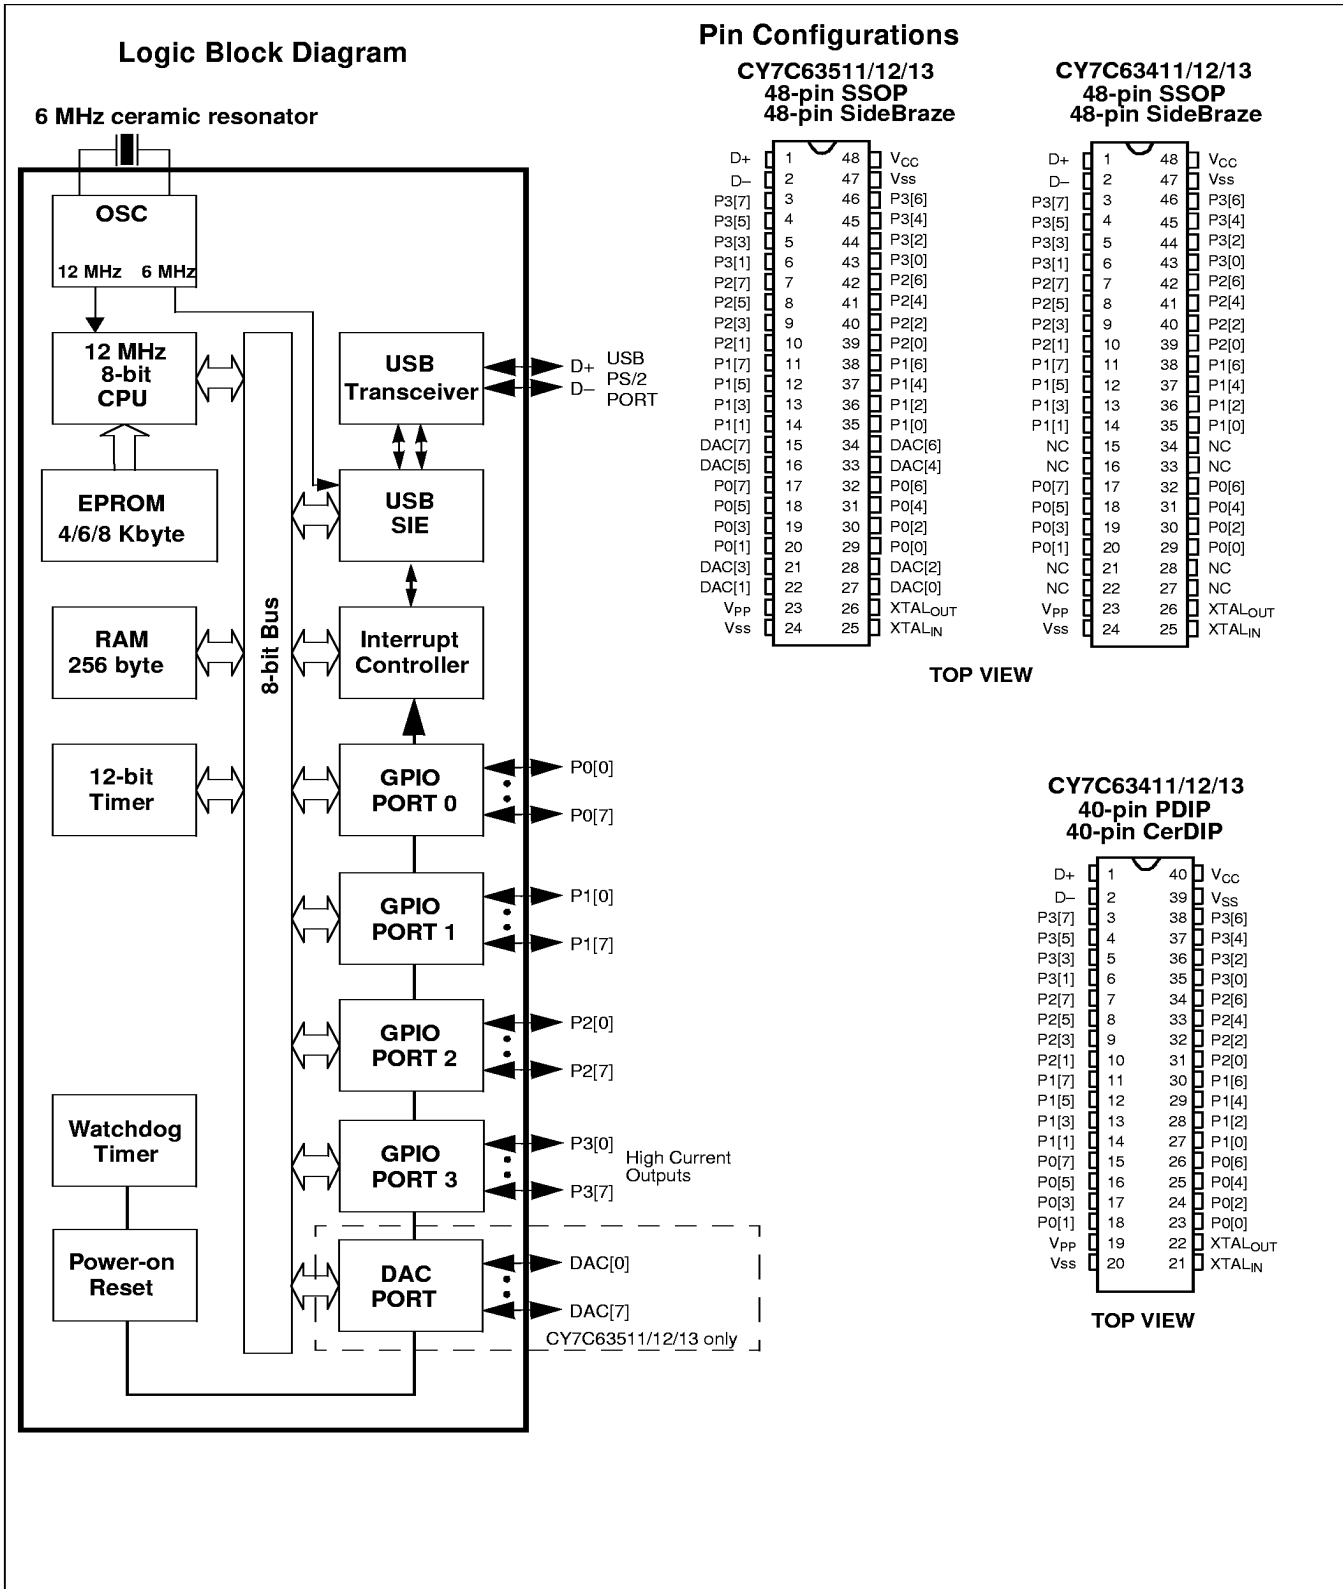 Logic Block Diagram
6 MHz ceramic resonator
OSC
12 MHz 6 MHz
12 MHz
8-bit
CPU
EPROM
4/6/8 Kbyte
RAM
256 byte
12-bit
Timer
Watchdog
Timer
Power-on
Reset
8-bit Bus
USB
Transceiver
D+
D–
USB
PS/2
PORT
USB
SIE
Interrupt
Controller
GPIO
PORT 0
P0[0]
P0[7]
GPIO
PORT 1
P1[0]
P1[7]
GPIO
PORT 2
P2[0]
P2[7]
GPIO
PORT 3
P3[0]
P3[7]
High Current
Outputs
DAC
PORT
DAC[0]
DAC[7]
CY7C63511/12/13 only
Pin Configurations
CY7C63511/12/13
48-pin SSOP
48-pin SideBraze
D+ 1 48 VCC
D– 2 47 Vss
P3[7] 3 46 P3[6]
P3[5] 4 45 P3[4]
P3[3] 5 44 P3[2]
P3[1] 6 43 P3[0]
P2[7] 7 42 P2[6]
P2[5] 8 41 P2[4]
P2[3] 9 40 P2[2]
P2[1] 10 39 P2[0]
P1[7] 11 38 P1[6]
P1[5] 12 37 P1[4]
P1[3] 13 36 P1[2]
P1[1] 14 35 P1[0]
DAC[7] 15 34 DAC[6]
DAC[5] 16 33 DAC[4]
P0[7] 17 32 P0[6]
P0[5] 18 31 P0[4]
P0[3] 19 30 P0[2]
P0[1] 20 29 P0[0]
DAC[3] 21 28 DAC[2]
DAC[1] 22 27 DAC[0]
VPP 23 26 XTALOUT
Vss 24 25 XTALIN
CY7C63411/12/13
48-pin SSOP
48-pin SideBraze
D+ 1 48 VCC
D– 2 47 Vss
P3[7] 3 46 P3[6]
P3[5] 4 45 P3[4]
P3[3] 5 44 P3[2]
P3[1] 6 43 P3[0]
P2[7] 7 42 P2[6]
P2[5] 8 41 P2[4]
P2[3] 9 40 P2[2]
P2[1] 10 39 P2[0]
P1[7] 11 38 P1[6]
P1[5] 12 37 P1[4]
P1[3] 13 36 P1[2]
P1[1] 14 35 P1[0]
NC 15 34 NC
NC 16 33 NC
P0[7] 17 32 P0[6]
P0[5] 18 31 P0[4]
P0[3] 19 30 P0[2]
P0[1] 20 29 P0[0]
NC 21 28 NC
NC 22 27 NC
VPP 23 26 XTALOUT
Vss 24 25 XTALIN
TOP VIEW
CY7C63411/12/13
40-pin PDIP
40-pin CerDIP
D+ 1 40 VCC
D– 2 39 VSS
P3[7] 3 38 P3[6]
P3[5] 4 37 P3[4]
P3[3] 5 36 P3[2]
P3[1] 6 35 P3[0]
P2[7] 7 34 P2[6]
P2[5] 8 33 P2[4]
P2[3] 9 32 P2[2]
P2[1] 10 31 P2[0]
P1[7] 11 30 P1[6]
P1[5] 12 29 P1[4]
P1[3] 13 28 P1[2]
P1[1] 14 27 P1[0]
P0[7] 15 26 P0[6]
P0[5] 16 25 P0[4]
P0[3] 17 24 P0[2]
P0[1] 18 23 P0[0]
VPP 19 22 XTALOUT
Vss 20 21 XTALIN
TOP VIEW